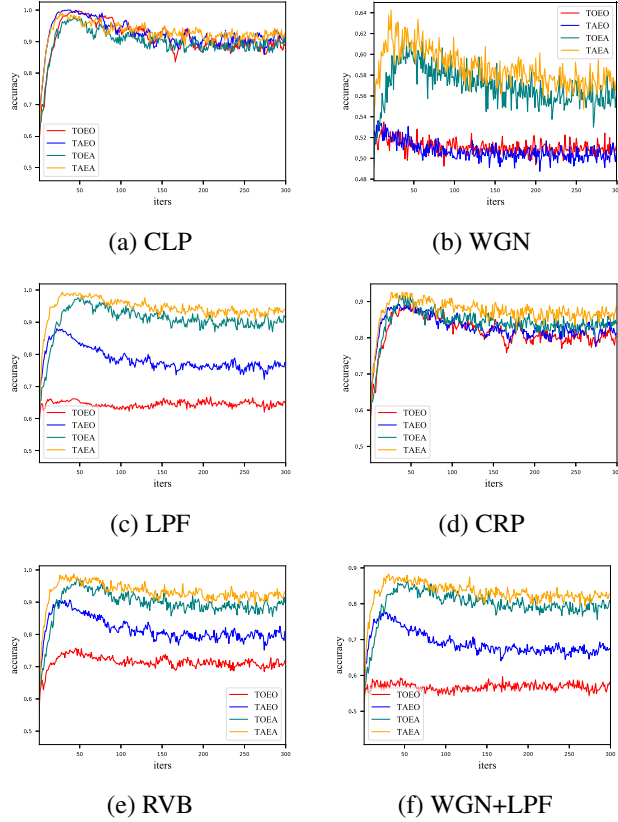 1.0
0.9
0.8
0.7
0.6
0.5
accuracy
TOEO
TAEO
TOEA
TAEA
50
100
150
200
250
300
iters
(a) CLP
0.64
0.62
0.60
0.58
0.56
0.54
0.52
0.50
0.48
accuracy
TOEO
TAEO
TOEA
TAEA
50
100
150
200
250
300
iters
(b) WGN
1.0
0.9
0.8
0.7
0.6
0.5
accuracy
TOEO
TAEO
TOEA
TAEA
50
100
150
200
250
300
iters
(c) LPF
0.9
0.8
0.7
0.6
0.5
accuracy
TOEO
TAEO
TOEA
TAEA
50
100
150
200
250
300
iters
(d) CRP
1.0
0.9
0.8
0.7
0.6
0.5
accuracy
TOEO
TAEO
TOEA
TAEA
50
100
150
200
250
300
iters
(e) RVB
0.9
0.8
0.7
0.6
0.5
accuracy
TOEO
TAEO
TOEA
TAEA
50
100
150
200
250
300
iters
(f) WGN+LPF